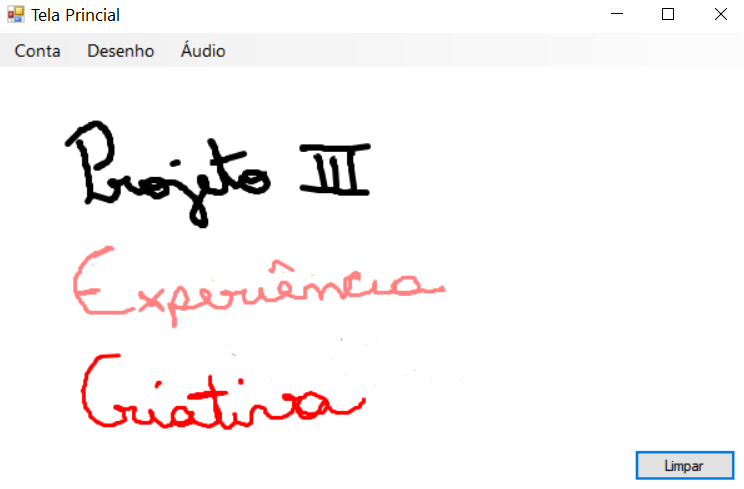 Tela Princial
Conta Desenho Áudio
Projeto III
Experiência
Criativa
Limpar